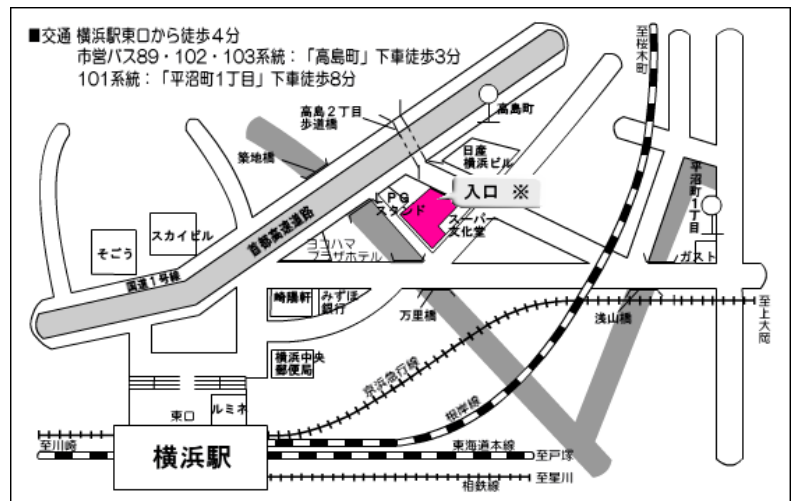 ■交通 横浜駅東口から徒歩4分
市営バス89・102・103系統：「高島町」下車徒歩3分
101系統：「平沼町1丁目」下車徒歩8分
至桜木町
高島2丁目
歩道橋
高島町
築地橋
日産
横浜ビル
平沼町1丁目
入口 ※
LPG
スタンド
スーパー
文化堂
スカイビル
そごう
首都高速道路
ヨコハマ
プラザホテル
ガスト
国道1号線
崎陽軒
みずほ
銀行
万里橋
浅山橋
至上大岡
横浜中央
郵便局
京浜急行線
根岸線
ルミネ
東口
至川崎
横浜駅
東海道本線
至戸塚
相鉄線
至星川